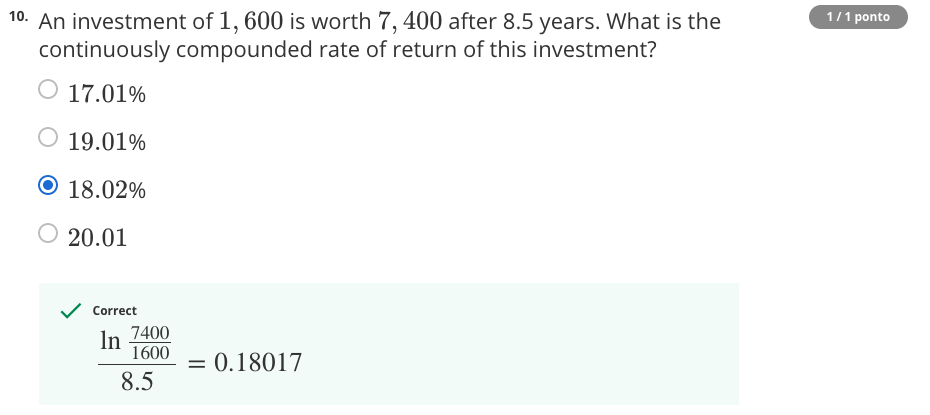 10. An investment of 1, 600 is worth 7, 400 after 8.5 years. What is the
1 / 1 ponto
continuously compounded rate of return of this investment?
17.01%
19.01%
18.02%
20.01
Correct
ln 7400/1600 / 8.5 = 0.18017